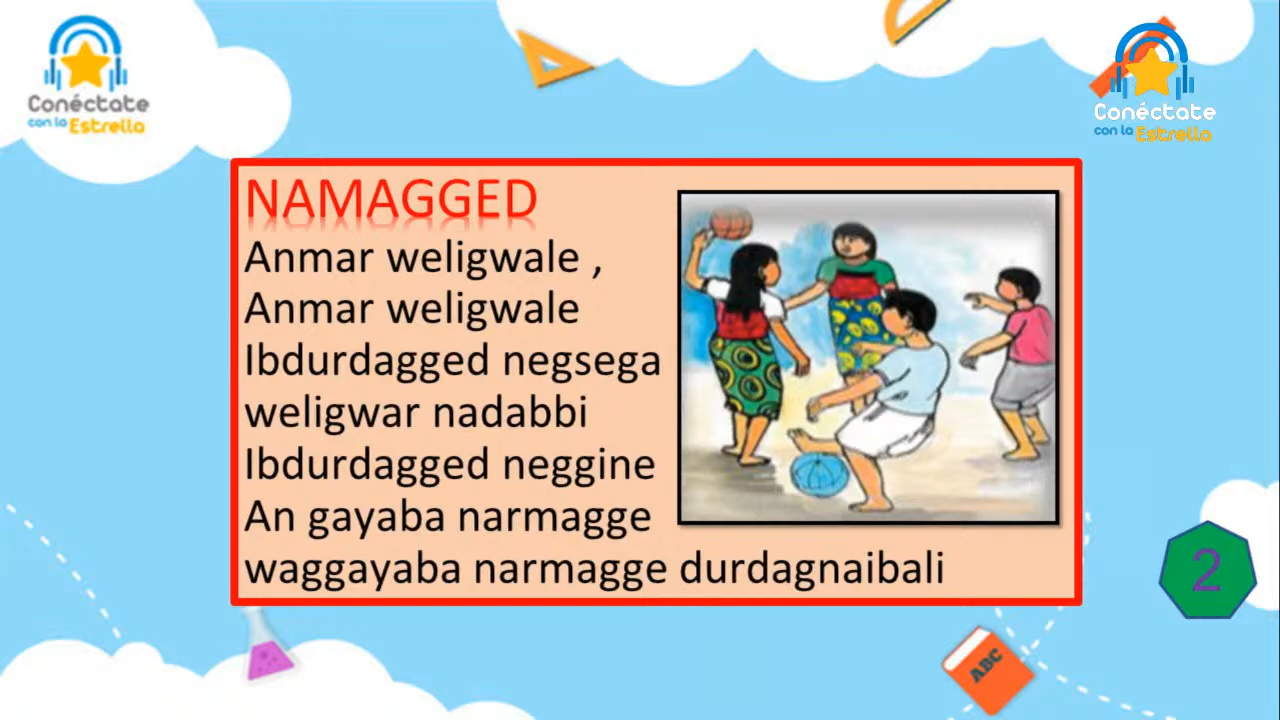 Conéctate
con la Estrella
Conéctate
con la Estrella
NAMAGGED
Anmar weligwale ,
Anmar weligwale
Ibdurdagged negsega
weligwar nadabbi
Ibdurdagged neggine
An gayaba narmagge
waggayaba narmagge durdagnaibali
2
ABC